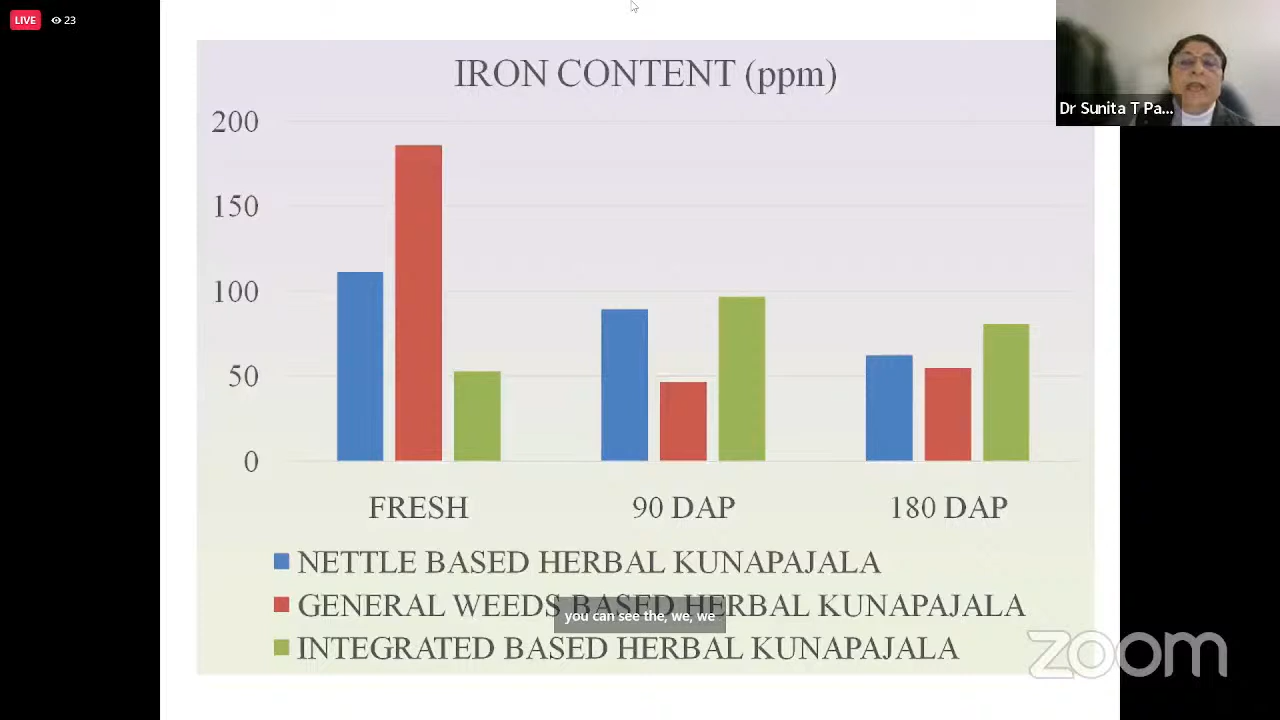 LIVE 23
IRON CONTENT (ppm)
Dr Sunita T Pa...
200
150
100
50
0
FRESH 90 DAP 180 DAP
NETTLE BASED HERBAL KUNAPAJALA
GENERAL WEEDS BASED HERBAL KUNAPAJALA
you can see the, we, we
INTEGRATED BASED HERBAL KUNAPAJALA
zoom